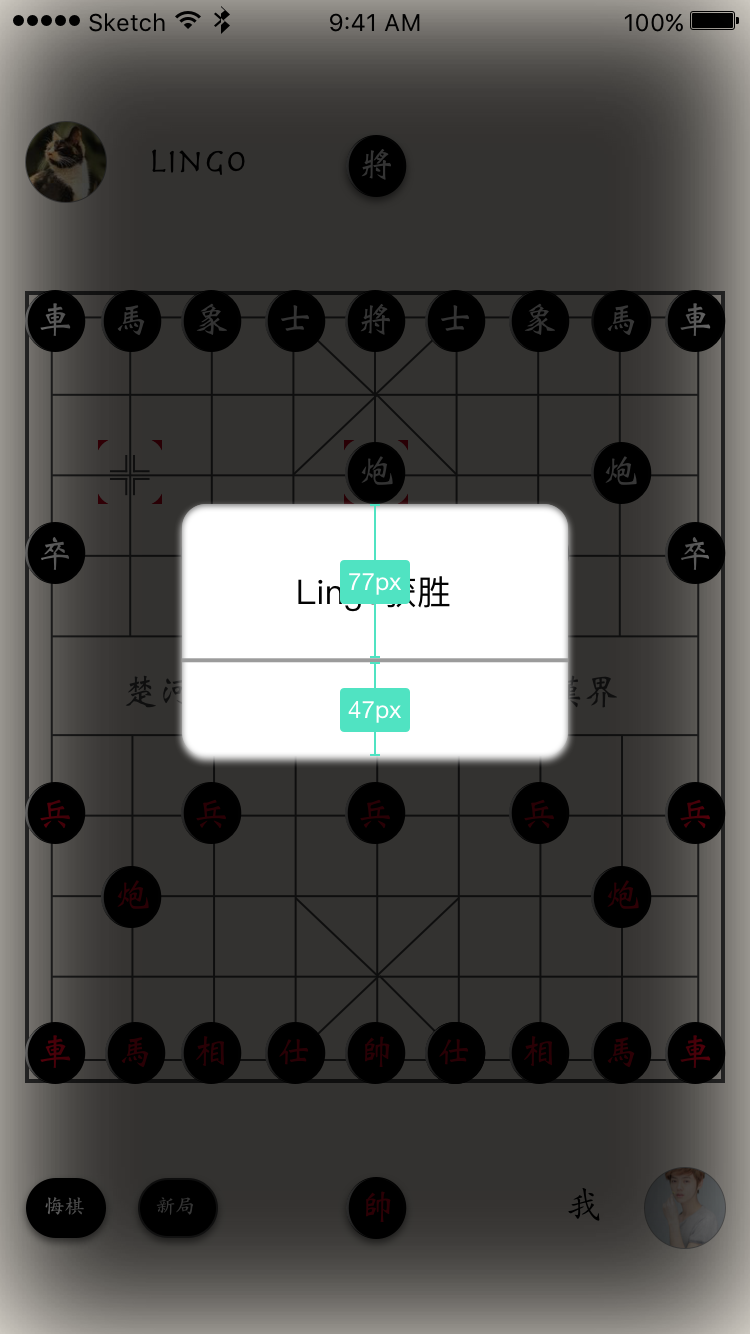 Sketch 9:41 AM 100%
LINGO 將
車 馬 象 士 將 士 象 馬 車
炮 炮
卒 卒
77px
获胜
楚河 界
47px
兵 兵 兵 兵 兵
炮 炮
車 馬 相 仕 帥 仕 相 馬 車
悔棋 新局 帥 我